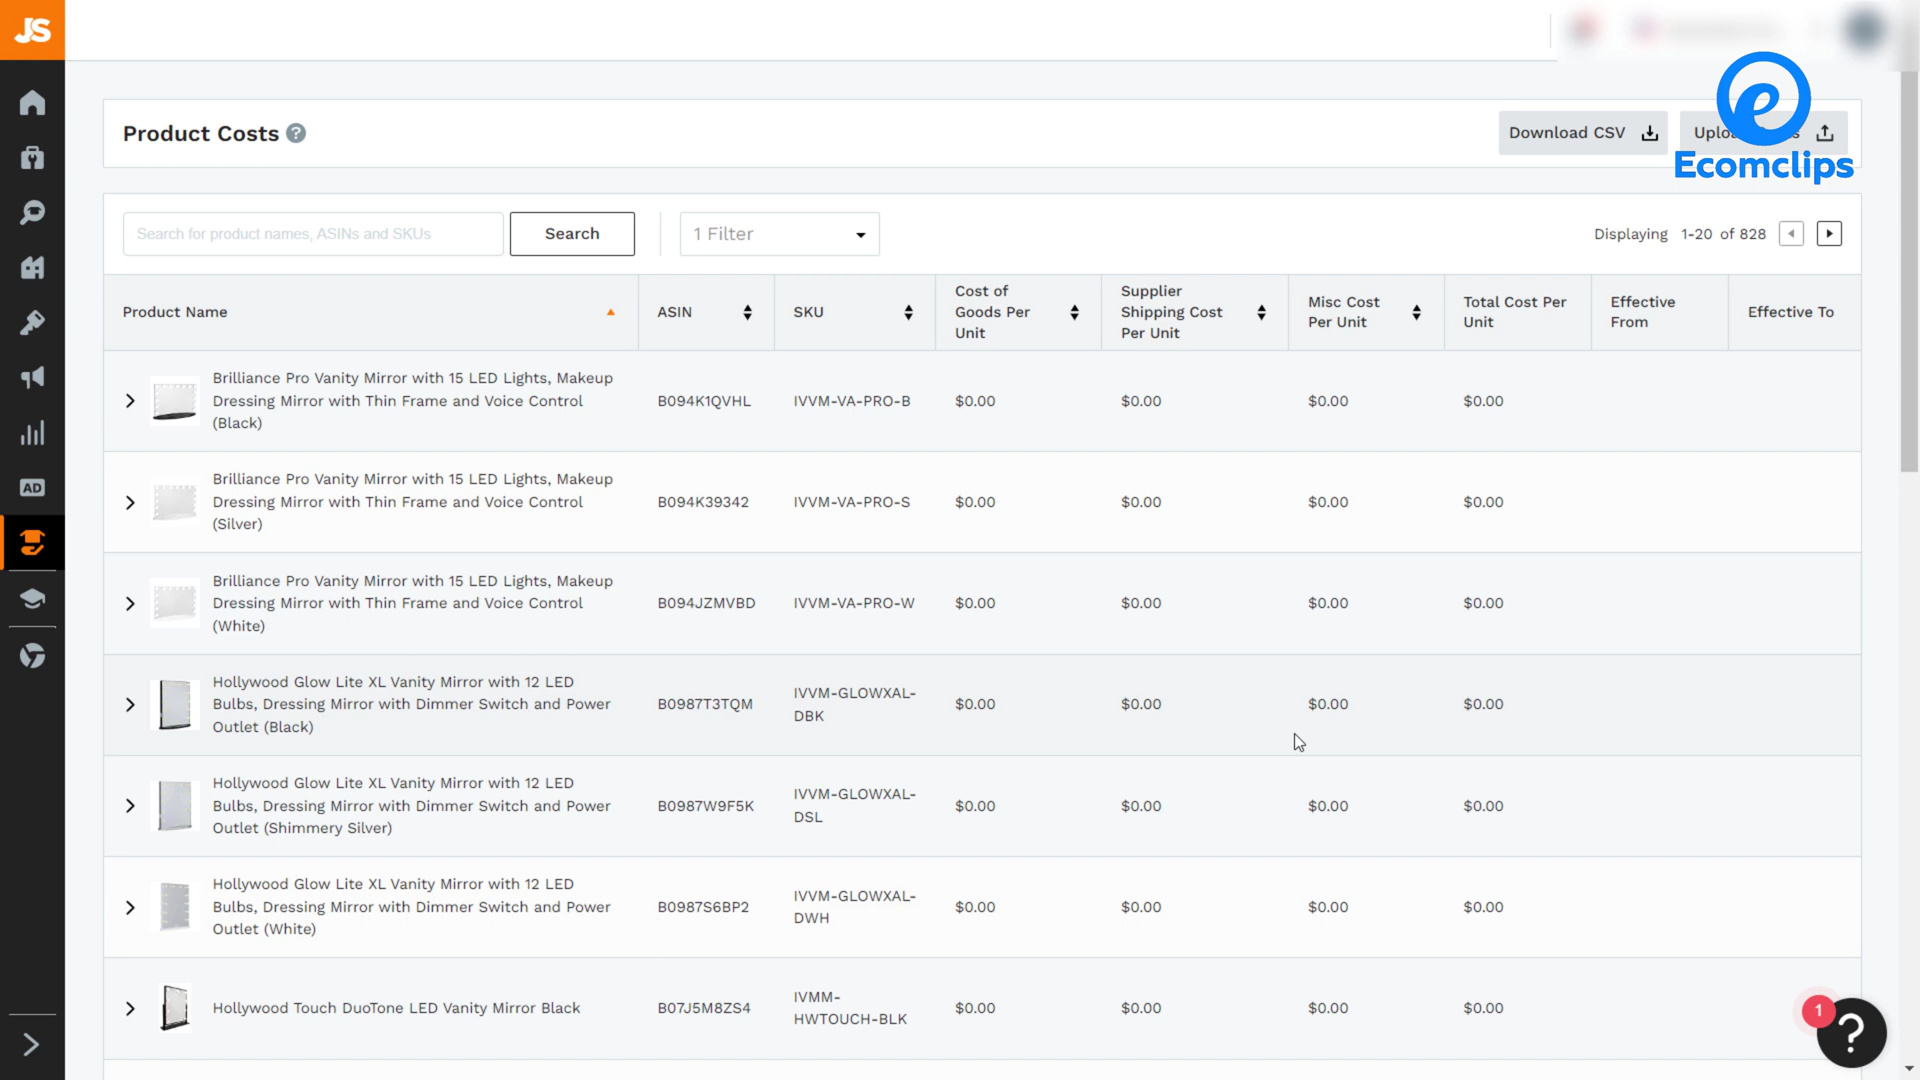 JS
Product Costs ?
Download CSV
Ecomclips
Search for product names, ASINs and SKUs
Search
1 Filter
Displaying 1-20 of 828
Product Name
ASIN
SKU
Cost of
Goods Per
Unit
Supplier
Shipping Cost
Per Unit
Misc Cost
Per Unit
Total Cost Per
Unit
Effective
From
Effective To
Brilliance Pro Vanity Mirror with 15 LED Lights, Makeup
Dressing Mirror with Thin Frame and Voice Control
(Black)
B094K1QVHL
IVVM-VA-PRO-B
$0.00
$0.00
$0.00
$0.00
Brilliance Pro Vanity Mirror with 15 LED Lights, Makeup
Dressing Mirror with Thin Frame and Voice Control
(Silver)
B094K39342
IVVM-VA-PRO-S
$0.00
$0.00
$0.00
$0.00
Brilliance Pro Vanity Mirror with 15 LED Lights, Makeup
Dressing Mirror with Thin Frame and Voice Control
(White)
B094JZMVBD
IVVM-VA-PRO-W
$0.00
$0.00
$0.00
$0.00
Hollywood Glow Lite XL Vanity Mirror with 12 LED
Bulbs, Dressing Mirror with Dimmer Switch and Power
Outlet (Black)
B0987T3TQM
IVVM-GLOWXAL-
DBK
$0.00
$0.00
$0.00
$0.00
Hollywood Glow Lite XL Vanity Mirror with 12 LED
Bulbs, Dressing Mirror with Dimmer Switch and Power
Outlet (Shimmery Silver)
B0987W9F5K
IVVM-GLOWXAL-
DSL
$0.00
$0.00
$0.00
$0.00
AD
Hollywood Glow Lite XL Vanity Mirror with 12 LED
Bulbs, Dressing Mirror with Dimmer Switch and Power
Outlet (White)
B0987S6BP2
IVVM-GLOWXAL-
DWH
$0.00
$0.00
$0.00
$0.00
Hollywood Touch DuoTone LED Vanity Mirror Black
B07J5M8ZS4
IVMM-
HWTOUCH-BLK
$0.00
$0.00
$0.00
$0.00
1
?